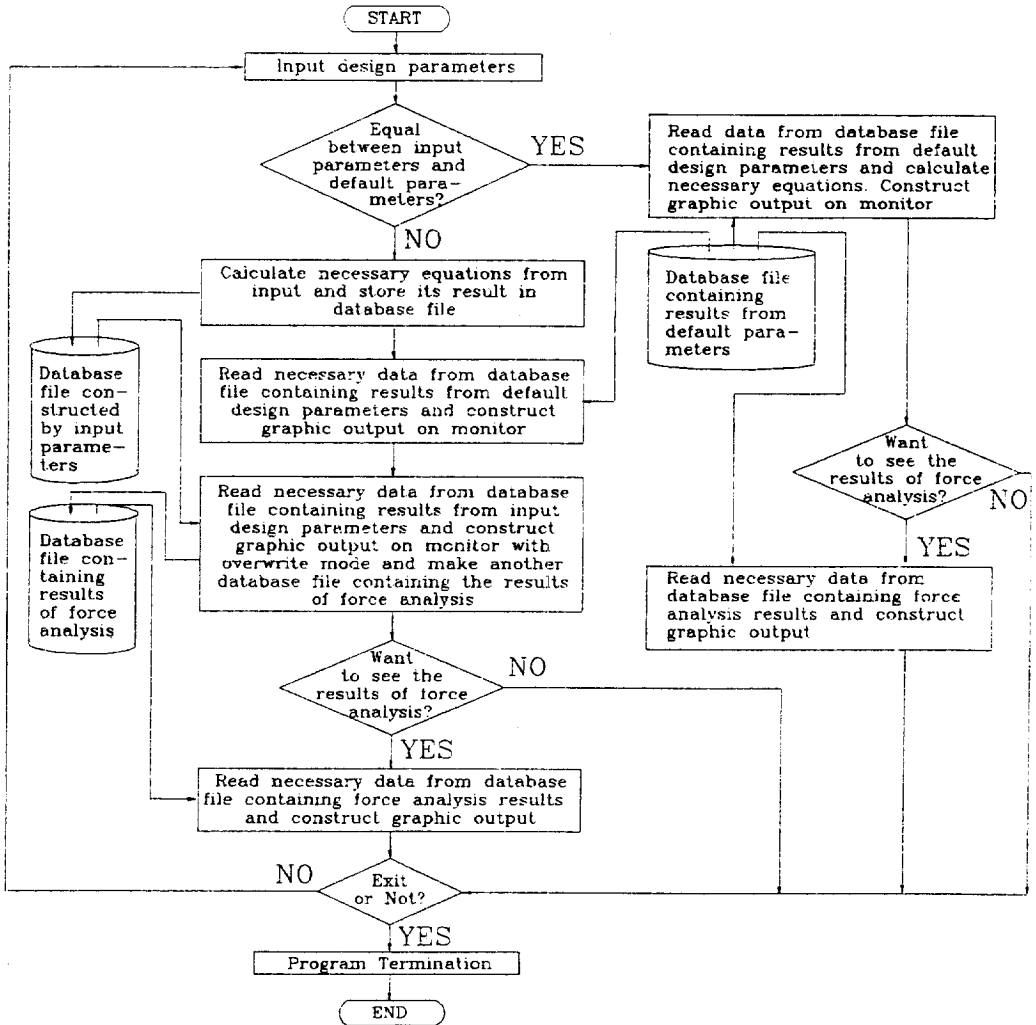 START
Input design parameters
Equal
between input
parameters and
default para-
meters?
YES
Read data from database file
containing results from default
design parameters and calculate
necessary equations. Construct
graphic output on monitor
NO
Calculate necessary equations from
input and store its result in
database file
Database file
containing
results from
default para-
meters
Database
file con-
structed
by input
parame-
ters
Read necessary data from database
file containing results from default
design parameters and construct
graphic output on monitor
Want
to see the
results of force
analysis?
NO
YES
Read necessary data from database
file containing results from input
design parameters and construct
graphic output on monitor with
overwrite mode and make another
database file containing the results
of force analysis
Database
file con-
taining
results
of force
analysis
Read necessary data from
database file containing force
analysis results and construct
graphic output
Want
to see the
results of force
analysis?
NO
YES
Read necessary data from database
file containing force analysis results
and construct graphic output
NO
Exit
or Not?
YES
Program Termination
END